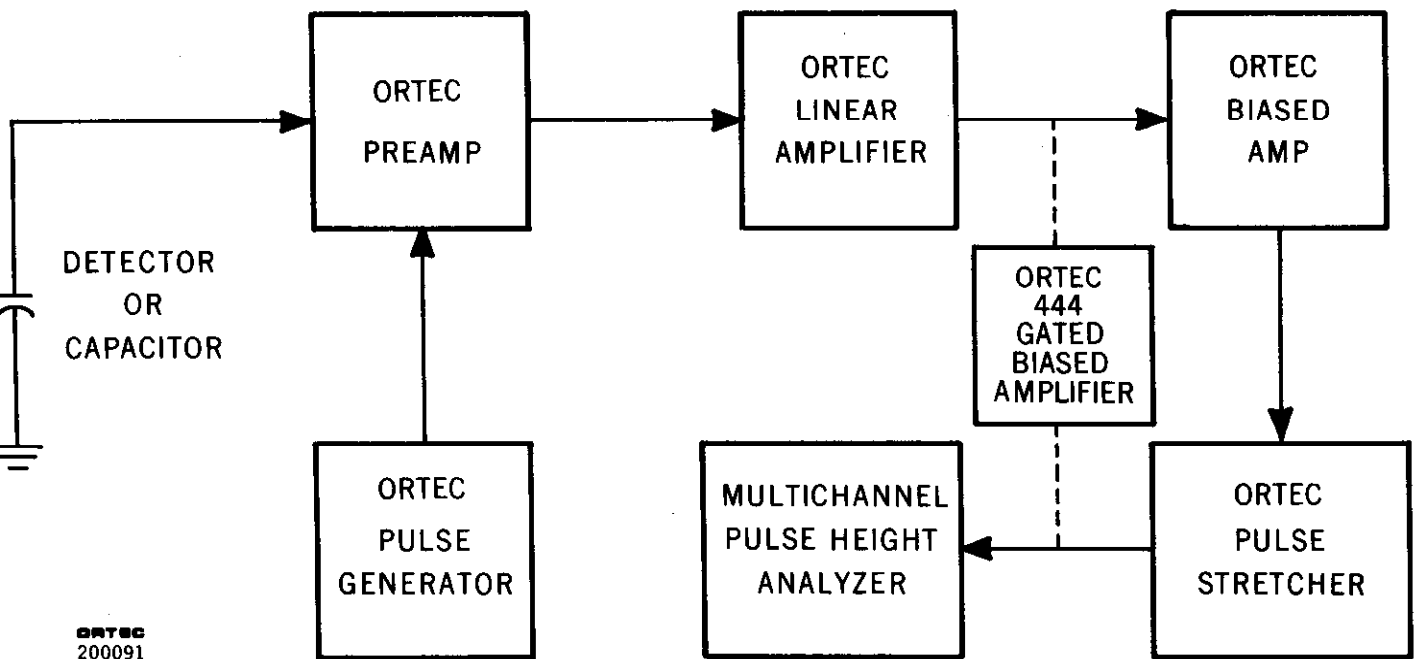 ORTEC
PREAMP
ORTEC
LINEAR
AMPLIFIER
ORTEC
BIASED
AMP
DETECTOR
OR
CAPACITOR
ORTEC
444
GATED
BIASED
AMPLIFIER
ORTEC
PULSE
GENERATOR
MULTICHANNEL
PULSE HEIGHT
ANALYZER
ORTEC
PULSE
STRETCHER
ORTEC
200091